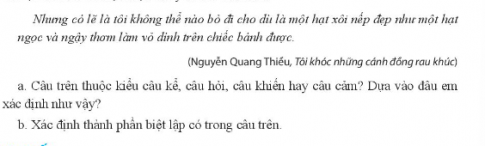 Nhưng có lẽ là tôi không thể nào bỏ đi cho dù là một hạt xôi nếp đẹp như một hạt
ngọc và ngậy thơm làm vỏ dính trên chiếc bánh được.
(Nguyễn Quang Thiều, Tôi khóc những cánh đồng rau khúc)
a. Câu trên thuộc kiểu câu kể, câu hỏi, câu khiến hay câu cảm? Dựa vào đâu em
xác định như vậy?
b. Xác định thành phần biệt lập có trong câu trên.